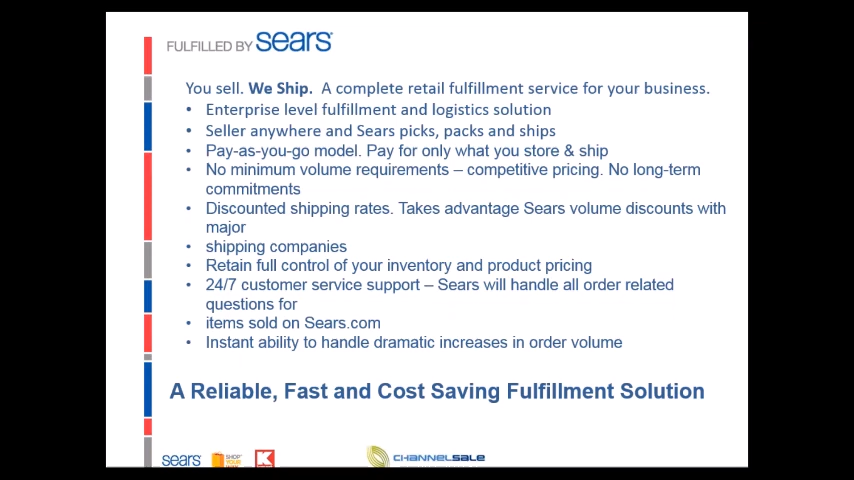 FULFILLED BY sears
You sell. We Ship. A complete retail fulfillment service for your business.
• Enterprise level fulfillment and logistics solution
• Seller anywhere and Sears picks, packs and ships
• Pay-as-you-go model. Pay for only what you store & ship
• No minimum volume requirements – competitive pricing. No long-term
commitments
• Discounted shipping rates. Takes advantage Sears volume discounts with
major
• shipping companies
• Retain full control of your inventory and product pricing
• 24/7 customer service support – Sears will handle all order related
questions for
• items sold on Sears.com
• Instant ability to handle dramatic increases in order volume
A Reliable, Fast and Cost Saving Fulfillment Solution
sears SHOP YOUR K CHANNELSALE